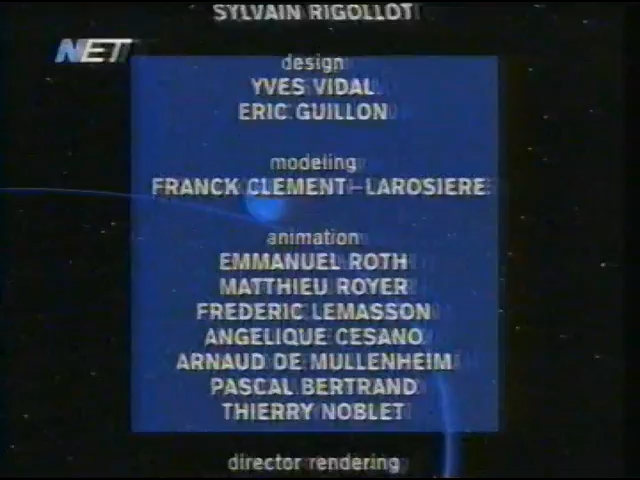 SYLVAIN RIGOLLOT
NET
design
YVES VIDAL
ERIC GUILLON
modeling
FRANCK CLEMENT-LAROSIERE
animation
EMMANUEL ROTH
MATTHIEU ROYER
FREDERIC LEMASSON
ANGELIQUE CESANO
ARNAUD DE MULLENHEIM
PASCAL BERTRAND
THIERRY NOBLET
director rendering